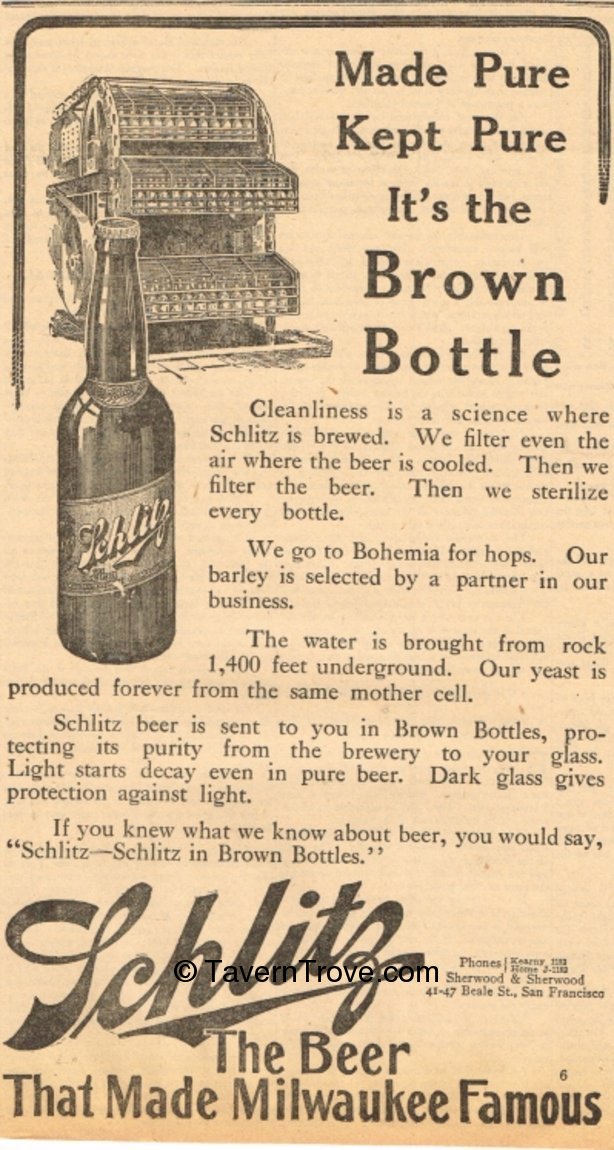 Made Pure
Kept Pure
It's the
Brown
Bottle
Cleanliness is a science where
Schlitz is brewed. We filter even the
air where the beer is cooled. Then we
filter the beer. Then we sterilize
every bottle.
We go to Bohemia for hops. Our
barley is selected by a partner in our
business.
The water is brought from rock
1,400 feet underground. Our yeast is
produced forever from the same mother cell.
Schlitz beer is sent to you in Brown Bottles, pro-
tecting its purity from the brewery to your glass.
Light starts decay even in pure beer. Dark glass gives
protection against light.
If you knew what we know about beer, you would say,
"Schlitz—Schlitz in Brown Bottles."
Schlitz
Schlitz
© TavernTrove.com
Phones { Kearny 1182
Home J-1182
Sherwood & Sherwood
41-47 Beale St., San Francisco
The Beer
6
That Made Milwaukee Famous